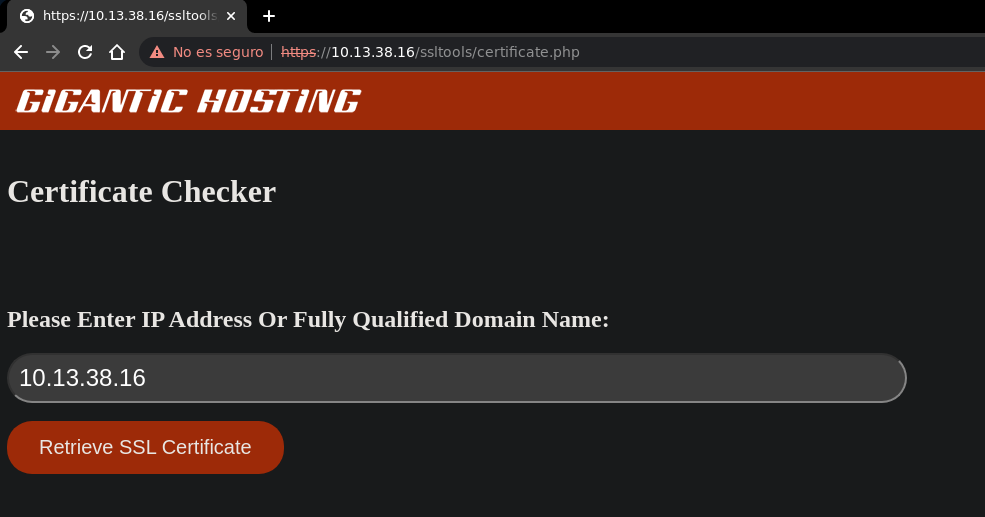 https://10.13.38.16/ssltools
No es seguro https://10.13.38.16/ssltools/certificate.php
GIGANTIC HOSTING
Certificate Checker
Please Enter IP Address Or Fully Qualified Domain Name:
10.13.38.16
Retrieve SSL Certificate